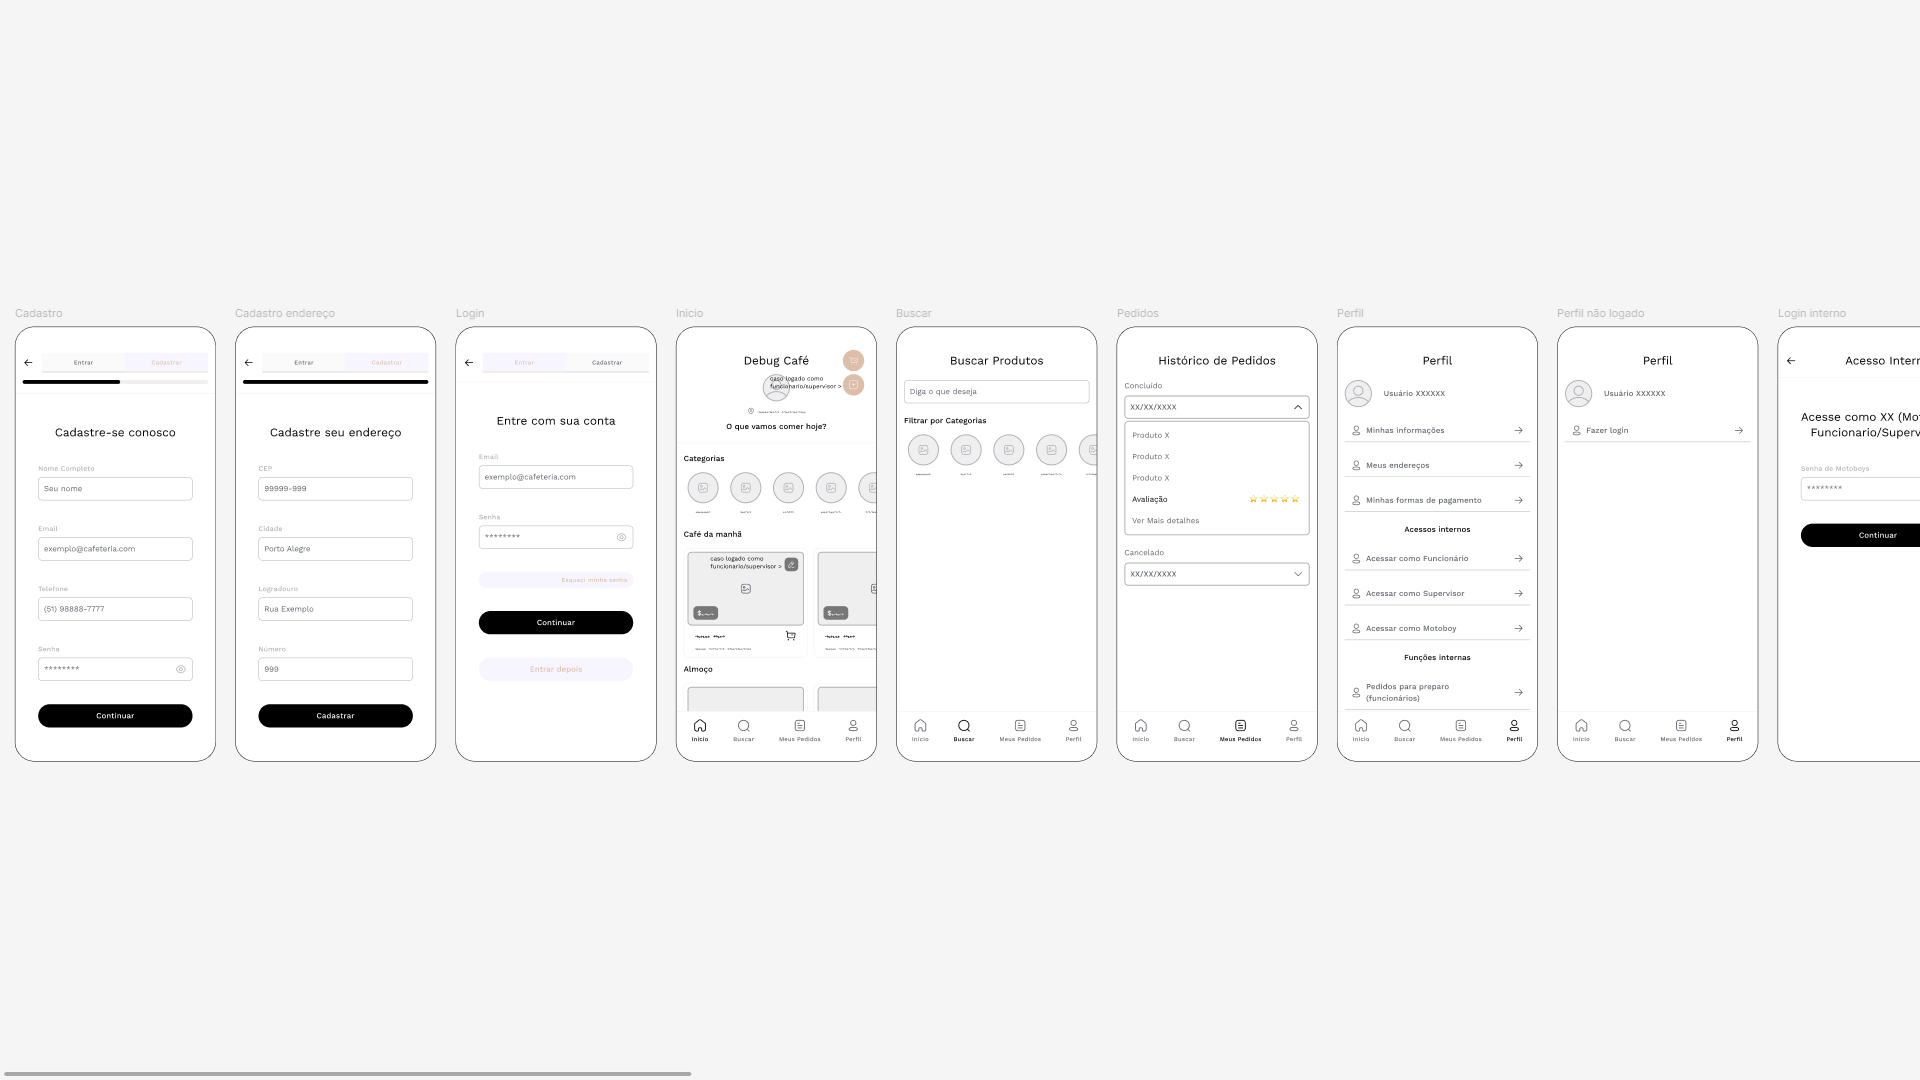 Cadastro
Entrar
Cadastrar
Cadastre-se conosco
Nome Completo
Seu nome
Email
exemplo@cafeteria.com
Telefone
(51) 98888-7777
Senha
********
Continuar
Cadastro endereço
Entrar
Cadastrar
Cadastre seu endereço
CEP
99999-999
Cidade
Porto Alegre
Logradouro
Rua Exemplo
Número
999
Cadastrar
Login
Entrar
Cadastrar
Entre com sua conta
Email
exemplo@cafeteria.com
Senha
********
Esqueci minha senha
Continuar
Entrar depois
Inicio
Debug Café
caso logado como
funcionario/supervisor >
O que vamos comer hoje?
Categorias
Café da manhã
caso logado como
funcionario/supervisor >
$
$
Almoço
Início
Buscar
Meus Pedidos
Perfil
Buscar
Buscar Produtos
Diga o que deseja
Filtrar por Categorias
Início
Buscar
Meus Pedidos
Perfil
Pedidos
Histórico de Pedidos
Concluído
XX/XX/XXXX
Produto X
Produto X
Produto X
Avaliação
Ver Mais detalhes
Cancelado
XX/XX/XXXX
Início
Buscar
Meus Pedidos
Perfil
Perfil
Perfil
Usuário XXXXXX
Minhas informações
Meus endereços
Minhas formas de pagamento
Acessos internos
Acessar como Funcionário
Acessar como Supervisor
Acessar como Motoboy
Funções internas
Pedidos para preparo
(funcionários)
Início
Buscar
Meus Pedidos
Perfil
Perfil não logado
Perfil
Usuário XXXXXX
Fazer login
Início
Buscar
Meus Pedidos
Perfil
Login interno
Acesso Intern
Acesse como XX (Mot
Funcionario/Superv
Senha de Motoboys
********
Continuar